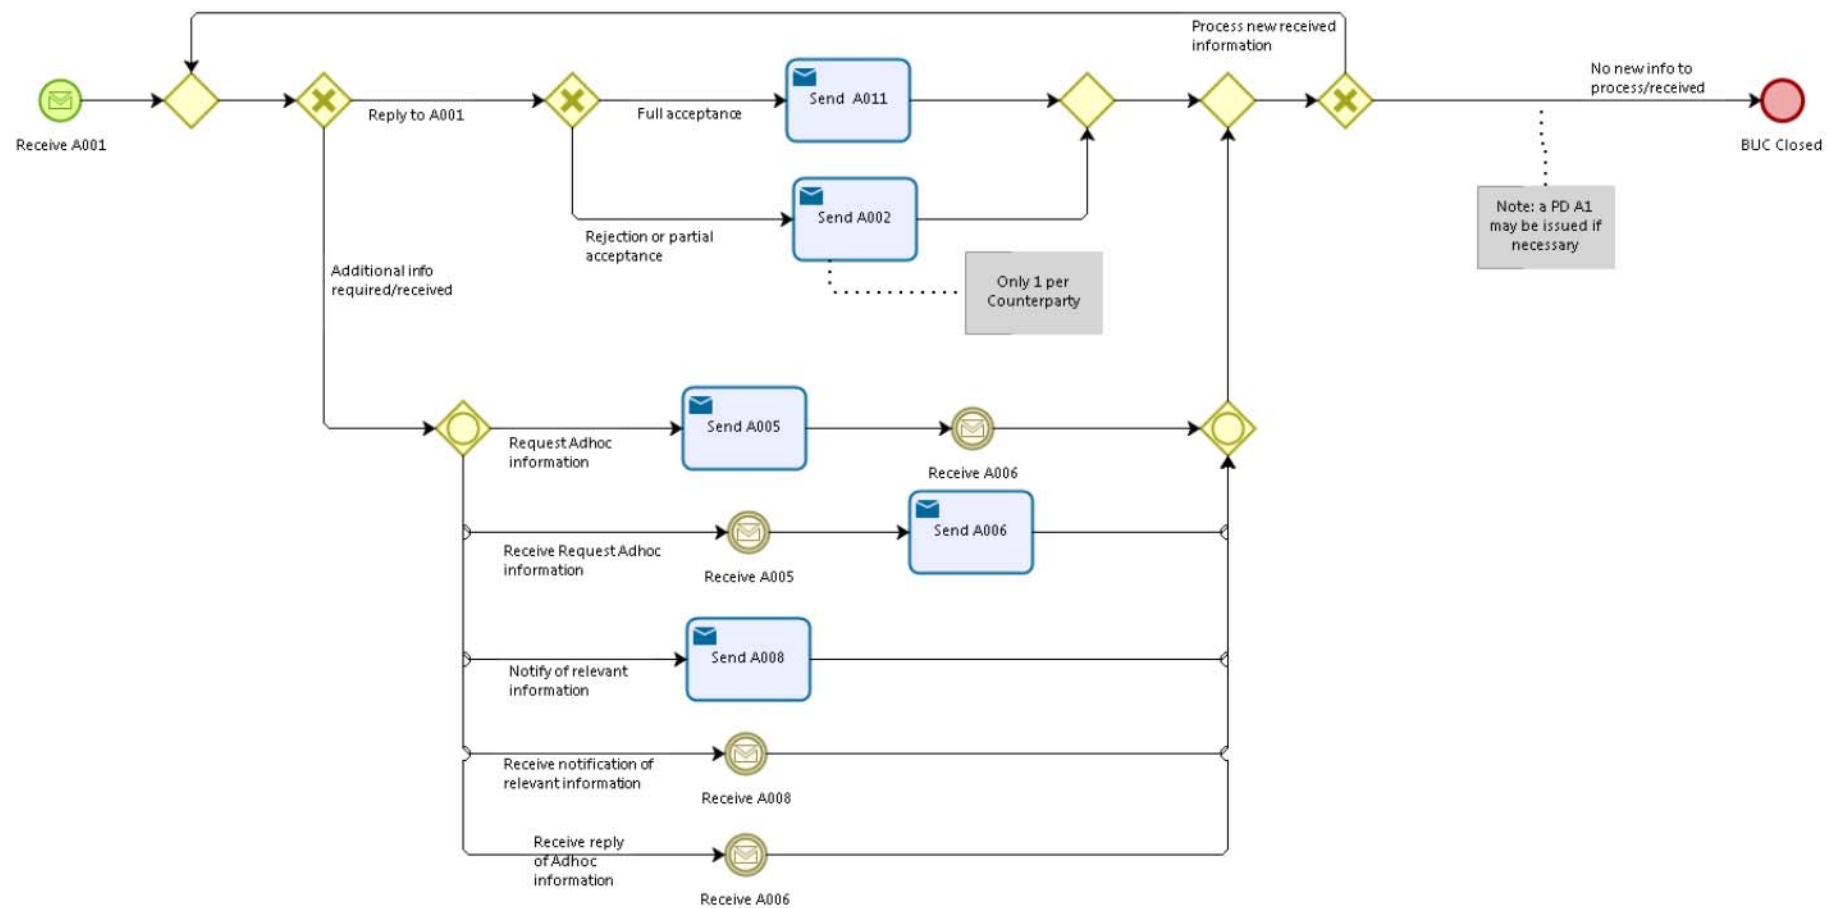 Process new received
information
No new info to
process/received
Receive A001
Reply to A001
Full acceptance
Send A011
BUC Closed
Send A002
Rejection or partial
acceptance
Note: a PD A1
may be issued if
necessary
Additional info
required/received
Only 1 per
Counterparty
Request Adhoc
information
Send A005
Receive A006
Receive Request Adhoc
information
Receive A005
Send A006
Notify of relevant
information
Send A008
Receive notification of
relevant information
Receive A008
Receive reply
of Adhoc
information
Receive A006